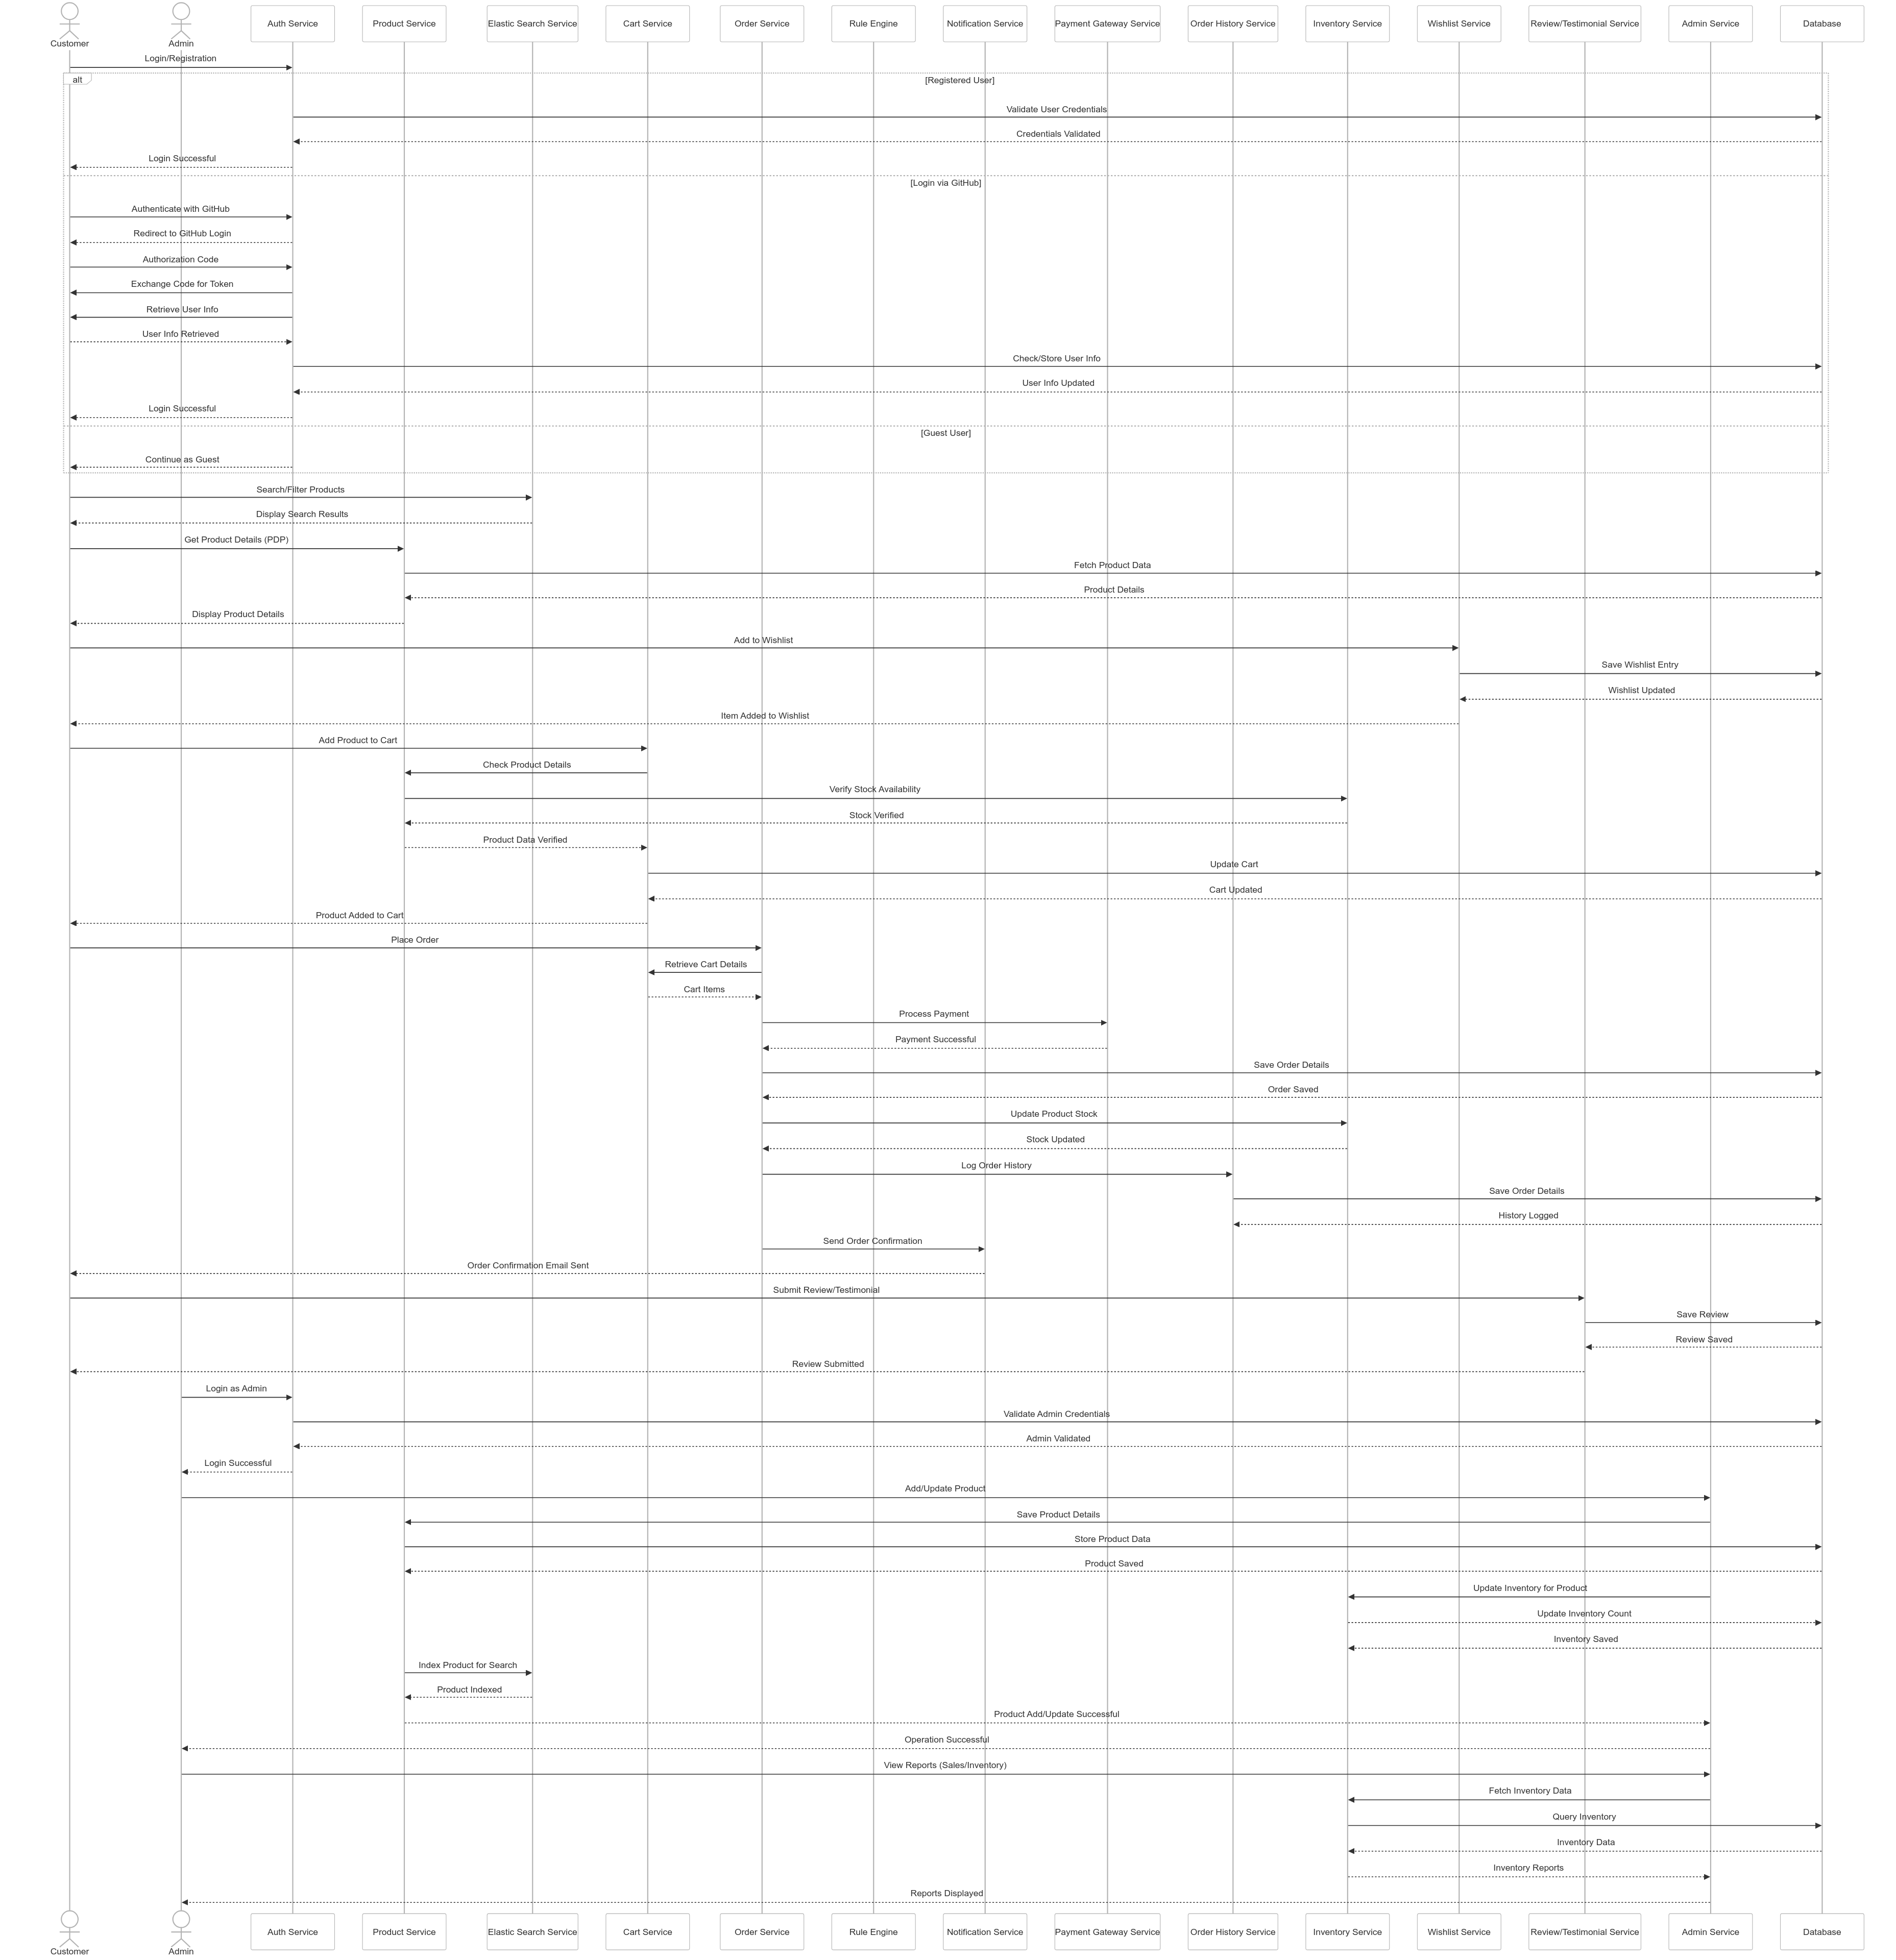 Customer
Admin
Auth Service
Product Service
Elastic Search Service
Cart Service
Order Service
Rule Engine
Notification Service
Payment Gateway Service
Order History Service
Inventory Service
Wishlist Service
Review/Testimonial Service
Admin Service
Database
Login/Registration
alt
[Registered User]
Validate User Credentials
Credentials Validated
Login Successful
[Login via GitHub]
Authenticate with GitHub
Redirect to GitHub Login
Authorization Code
Exchange Code for Token
Retrieve User Info
User Info Retrieved
Check/Store User Info
User Info Updated
Login Successful
[Guest User]
Continue as Guest
Search/Filter Products
Display Search Results
Get Product Details (PDP)
Fetch Product Data
Product Details
Display Product Details
Add to Wishlist
Save Wishlist Entry
Wishlist Updated
Item Added to Wishlist
Add Product to Cart
Check Product Details
Verify Stock Availability
Stock Verified
Product Data Verified
Update Cart
Cart Updated
Product Added to Cart
Place Order
Retrieve Cart Details
Cart Items
Process Payment
Payment Successful
Save Order Details
Order Saved
Update Product Stock
Stock Updated
Log Order History
Save Order Details
History Logged
Send Order Confirmation
Order Confirmation Email Sent
Submit Review/Testimonial
Save Review
Review Saved
Review Submitted
Login as Admin
Validate Admin Credentials
Admin Validated
Login Successful
Add/Update Product
Save Product Details
Store Product Data
Product Saved
Update Inventory for Product
Update Inventory Count
Inventory Saved
Index Product for Search
Product Indexed
Product Add/Update Successful
Operation Successful
View Reports (Sales/Inventory)
Fetch Inventory Data
Query Inventory
Inventory Data
Inventory Reports
Reports Displayed
Customer
Admin
Auth Service
Product Service
Elastic Search Service
Cart Service
Order Service
Rule Engine
Notification Service
Payment Gateway Service
Order History Service
Inventory Service
Wishlist Service
Review/Testimonial Service
Admin Service
Database